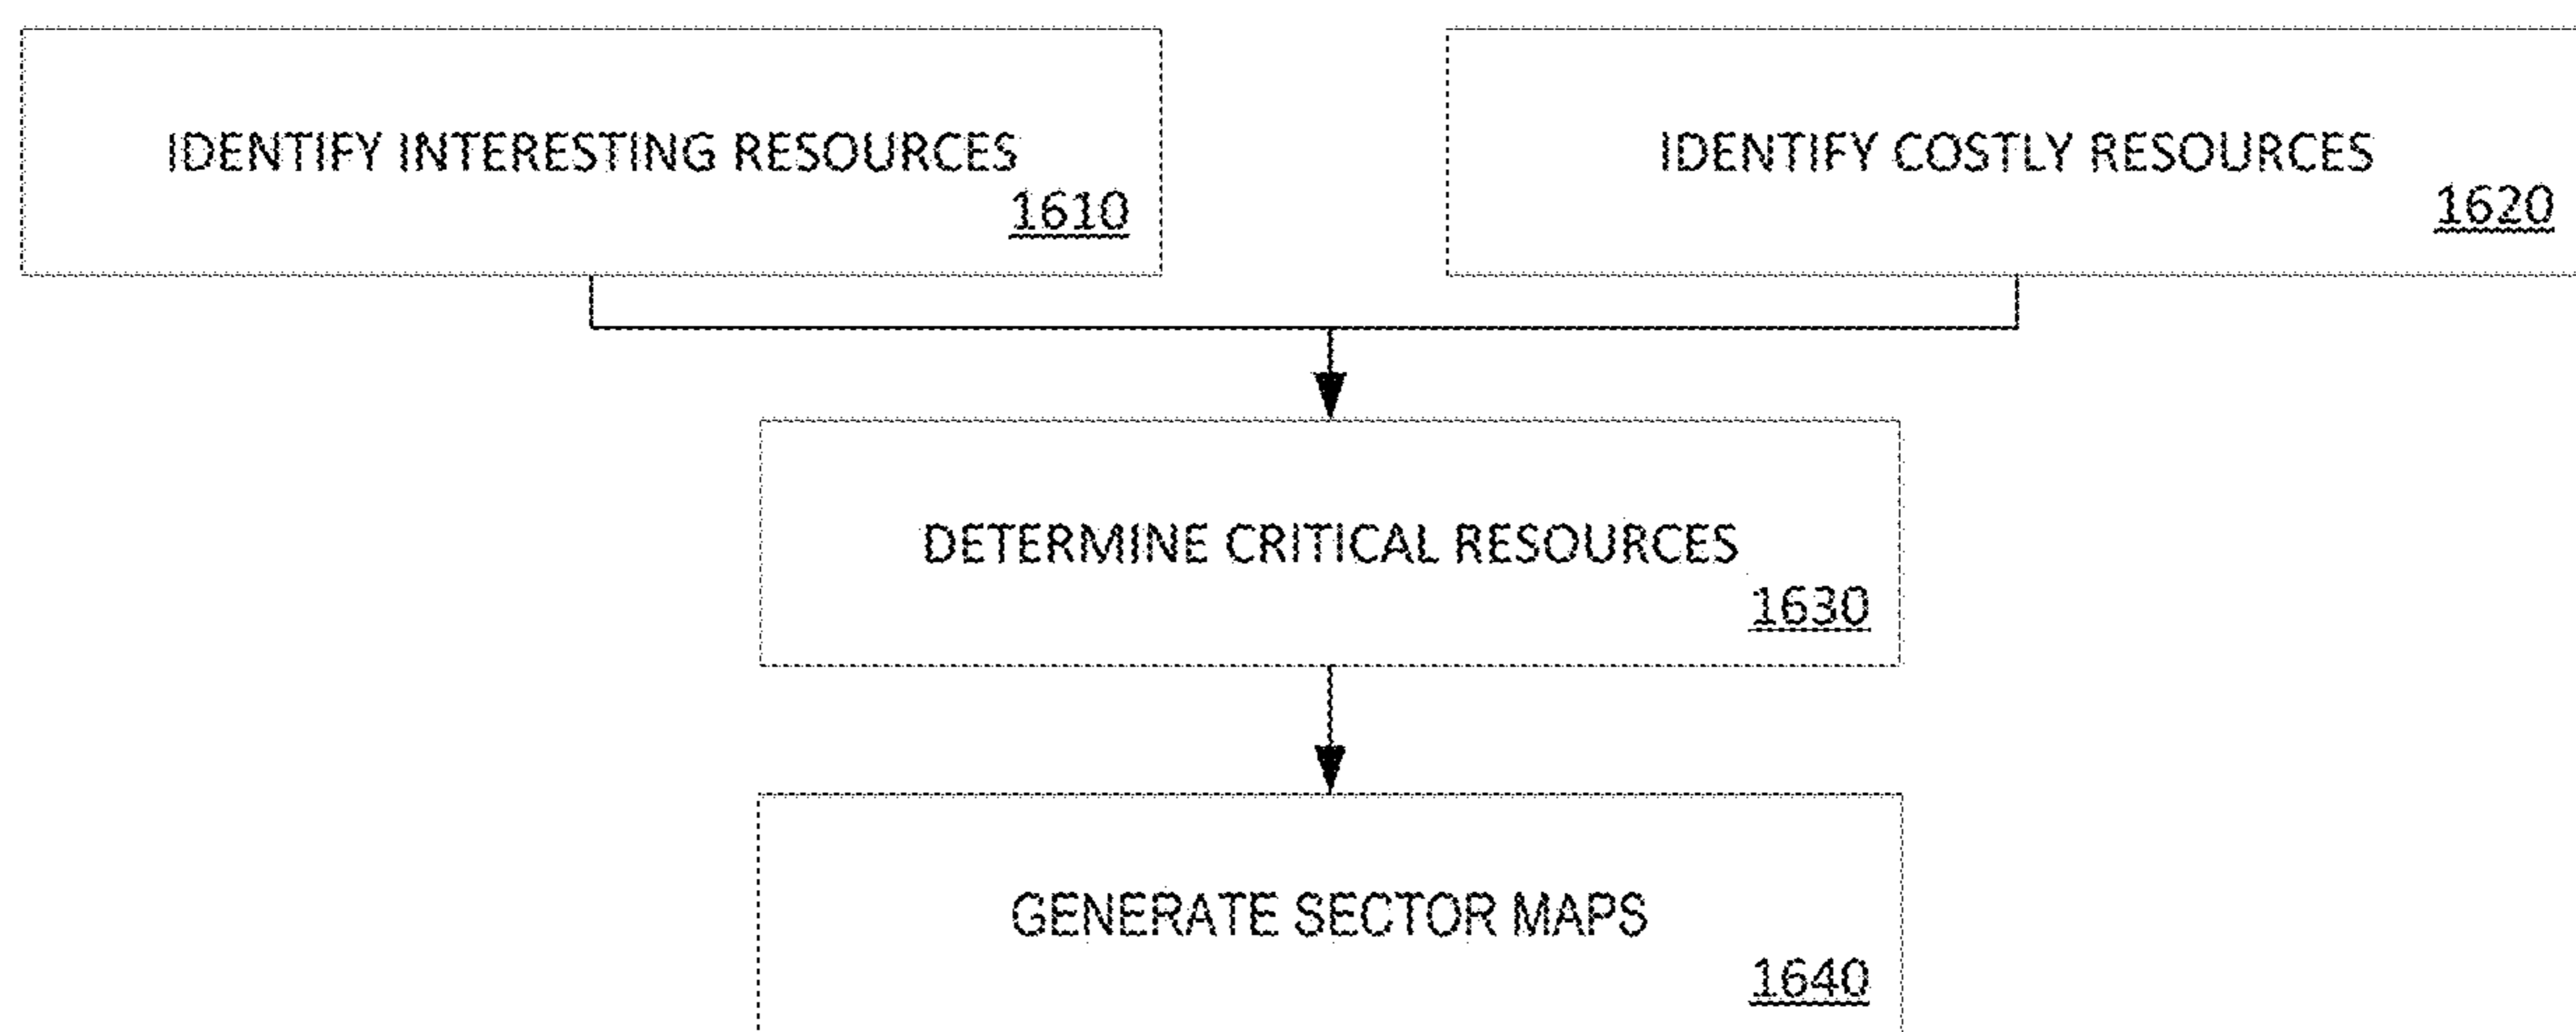 IDENTIFY INTERESTING RESOURCES
1610
IDENTIFY COSTLY RESOURCES
1620
DETERMINE CRITICAL RESOURCES
1630
GENERATE SECTOR MAPS
1640